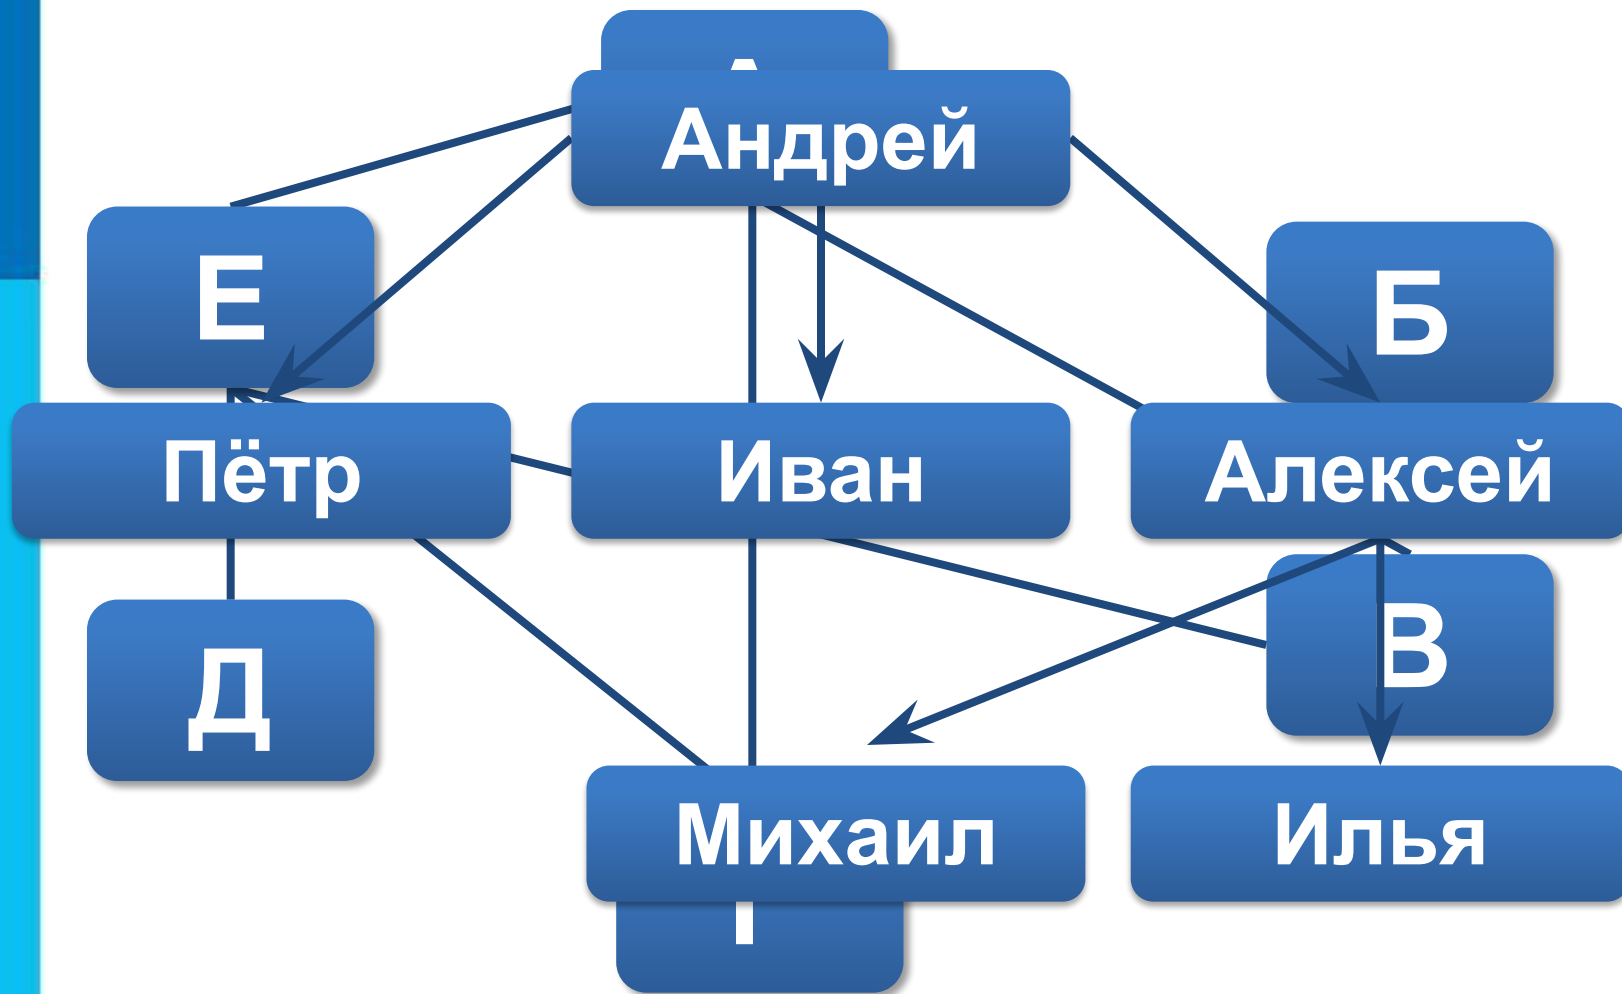 Андрей
Е
Б
Пётр
Иван
Алексей
Д
В
Михаил
Илья